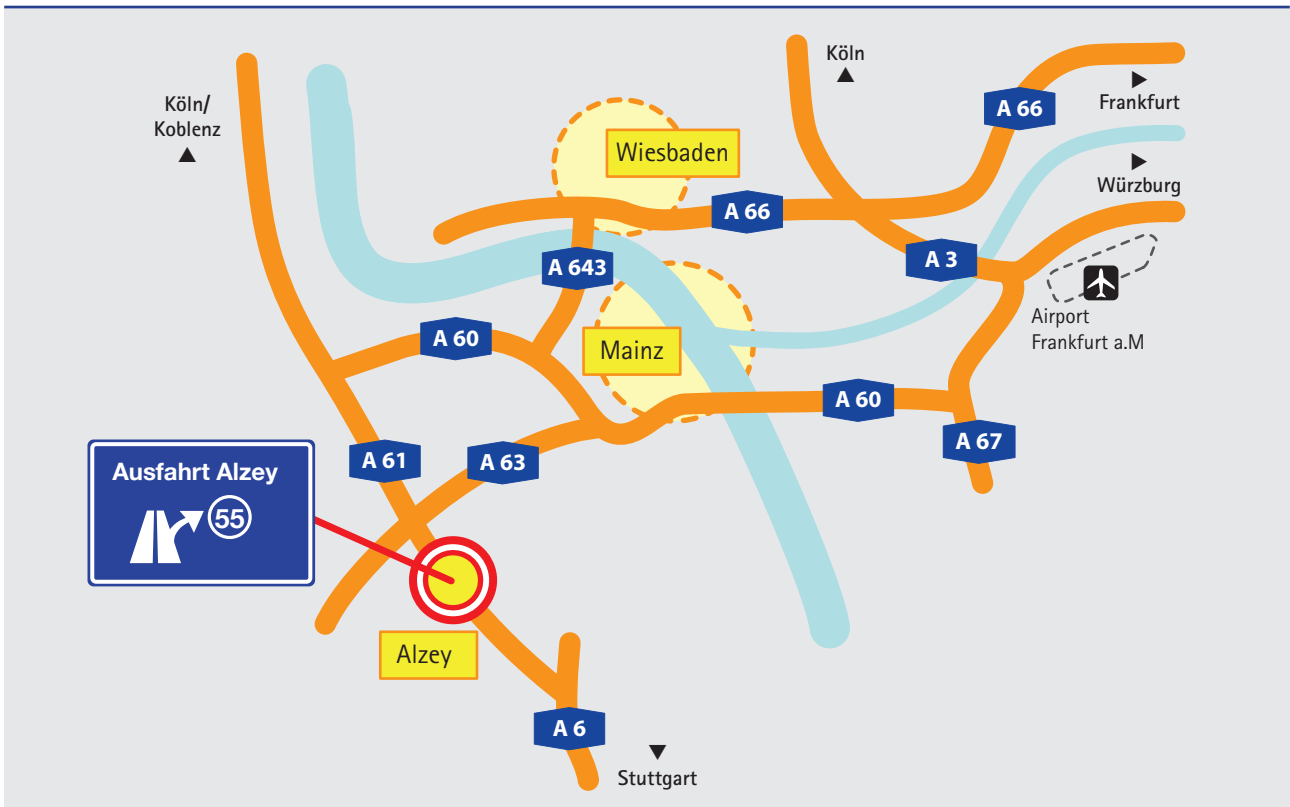 Köln
Köln/
Koblenz
Frankfurt
A 66
Wiesbaden
Würzburg
A 66
A 3
A 643
Airport
Frankfurt a.M
A 60
Mainz
A 60
A 67
A 61
A 63
Ausfahrt Alzey
55
Alzey
A 6
Stuttgart